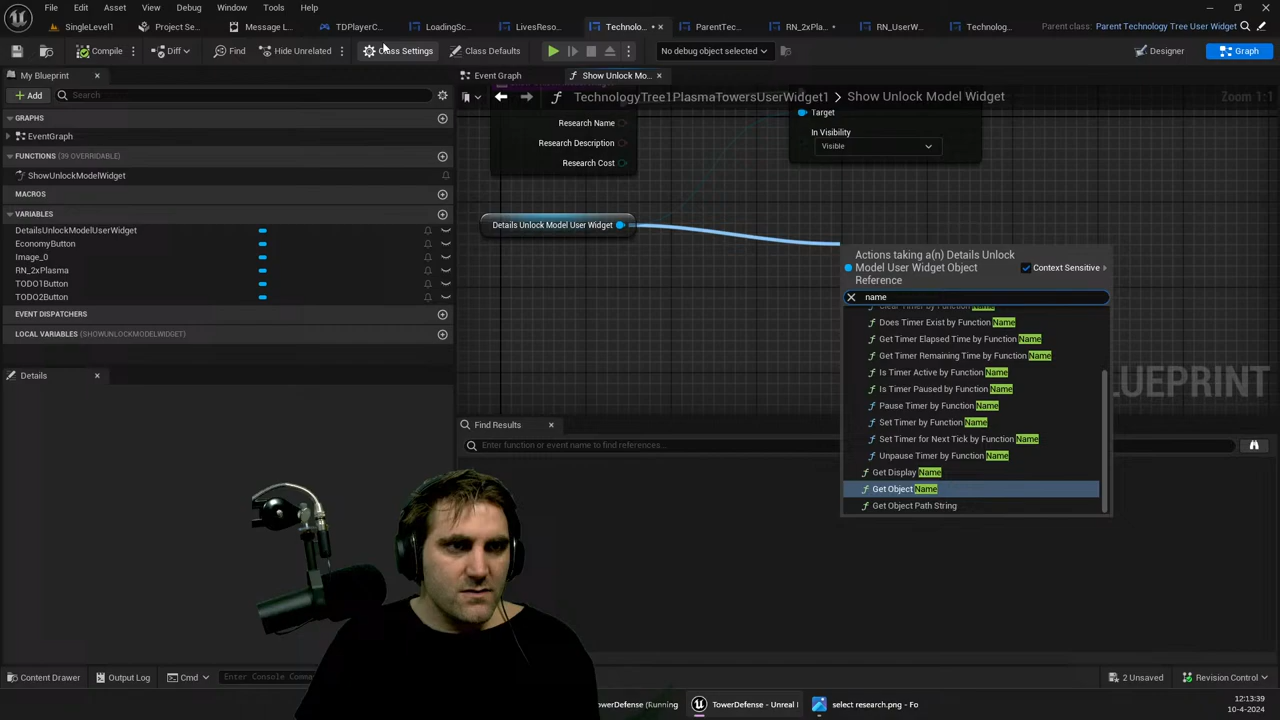 File Edit Asset View Debug Window Tools Help
SingleLevel1 Project Se... Message L... TDPlayerC... LoadingSc... LivesReso... Technolo... ParentTec... RN_2xPla... RN_UserW... Technolog... Parent class: Parent Technology Tree User Widget
Compile Diff Find Hide Unrelated Class Settings Class Defaults No debug object selected Designer Graph
My Blueprint Event Graph Show Unlock Mo...
Add Search TechnologyTree1PlasmaTowersUserWidget1 > Show Unlock Model Widget Zoom 1:1
GRAPHS
EventGraph
FUNCTIONS (39 OVERRIDABLE)
ShowUnlockModelWidget
MACROS
VARIABLES
DetailsUnlockModelUserWidget
EconomyButton
Image_0
RN_2xPlasma
TODO1Button
TODO2Button
EVENT DISPATCHERS
LOCAL VARIABLES (SHOWUNLOCKMODELWIDGET)
Details
Research Name
Research Description
Research Cost
Target
In Visibility
Visible
Details Unlock Model User Widget
Actions taking a(n) Details Unlock
Model User Widget Object
Reference
Context Sensitive
name
Clear Timer by Function Name
Does Timer Exist by Function Name
Get Timer Elapsed Time by Function Name
Get Timer Remaining Time by Function Name
Is Timer Active by Function Name
Is Timer Paused by Function Name
Pause Timer by Function Name
Set Timer by Function Name
Set Timer for Next Tick by Function Name
Unpause Timer by Function Name
Get Display Name
Get Object Name
Get Object Path String
Find Results
Enter function or event name to find references...
Content Drawer Output Log Cmd Enter Console Comma 2 Unsaved Revision Control
owerDefense (Running TowerDefense - Unreal select research.png - Fo
12:13:39
10-4-2024